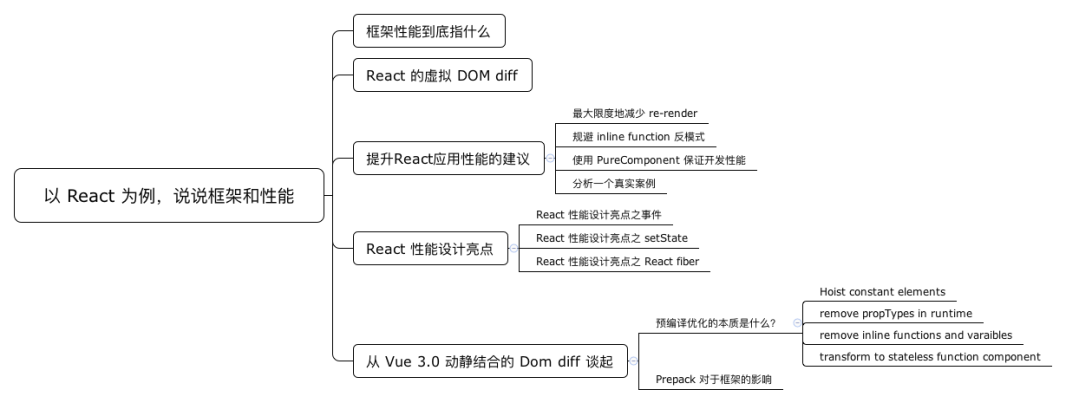 以 React 为例，说说框架和性能
框架性能到底指什么
React 的虚拟 DOM diff
提升React应用性能的建议
最大限度地减少 re-render
规避 inline function 反模式
使用 PureComponent 保证开发性能
分析一个真实案例
React 性能设计亮点
React 性能设计亮点之事件
React 性能设计亮点之 setState
React 性能设计亮点之 React fiber
从 Vue 3.0 动静结合的 Dom diff 谈起
预编译优化的本质是什么？
Hoist constant elements
remove propTypes in runtime
remove inline functions and varaibles
transform to stateless function component
Prepack 对于框架的影响